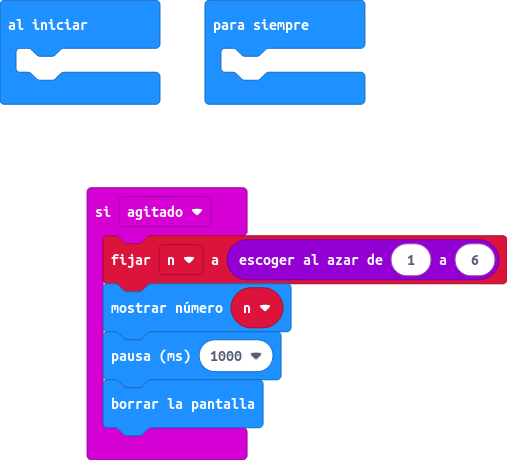 al iniciar
para siempre
si agitado
fijar n a escoger al azar de 1 a 6
mostrar número n
pausa (ms) 1000
borrar la pantalla